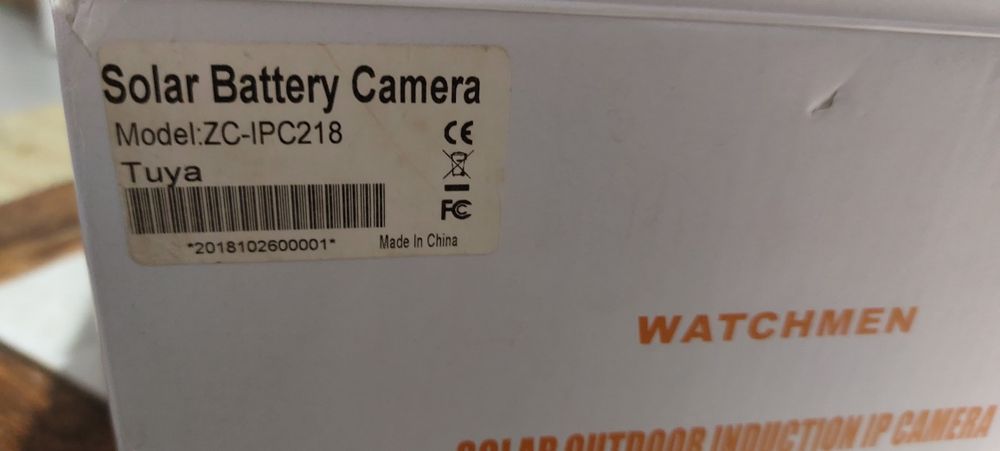 Solar Battery Camera
Model:ZC-IPC218
Tuya
CE
FC
*2018102600001*
Made In China
WATCHMEN
SOLAR OUTDOOR INDUCTION IP CAMERA